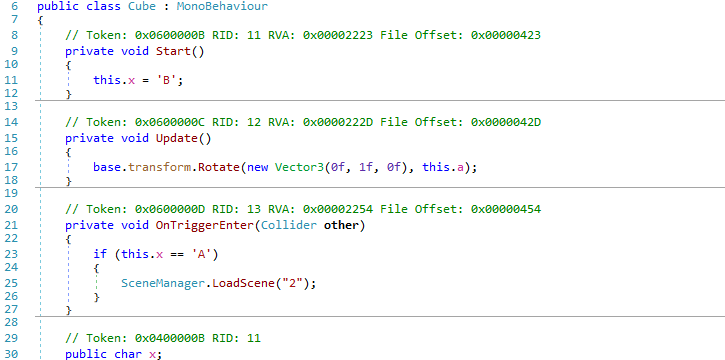 6 public class Cube : MonoBehaviour
7 {
8 // Token: 0x0600000B RID: 11 RVA: 0x00002223 File Offset: 0x00000423
9 private void Start()
10 {
11 this.x = 'B';
12 }
13
14 // Token: 0x0600000C RID: 12 RVA: 0x0000222D File Offset: 0x0000042D
15 private void Update()
16 {
17 base.transform.Rotate(new Vector3(0f, 1f, 0f), this.a);
18 }
19
20 // Token: 0x0600000D RID: 13 RVA: 0x00002254 File Offset: 0x00000454
21 private void OnTriggerEnter(Collider other)
22 {
23 if (this.x == 'A')
24 {
25 SceneManager.LoadScene("2");
26 }
27 }
28
29 // Token: 0x0400000B RID: 11
30 public char x;